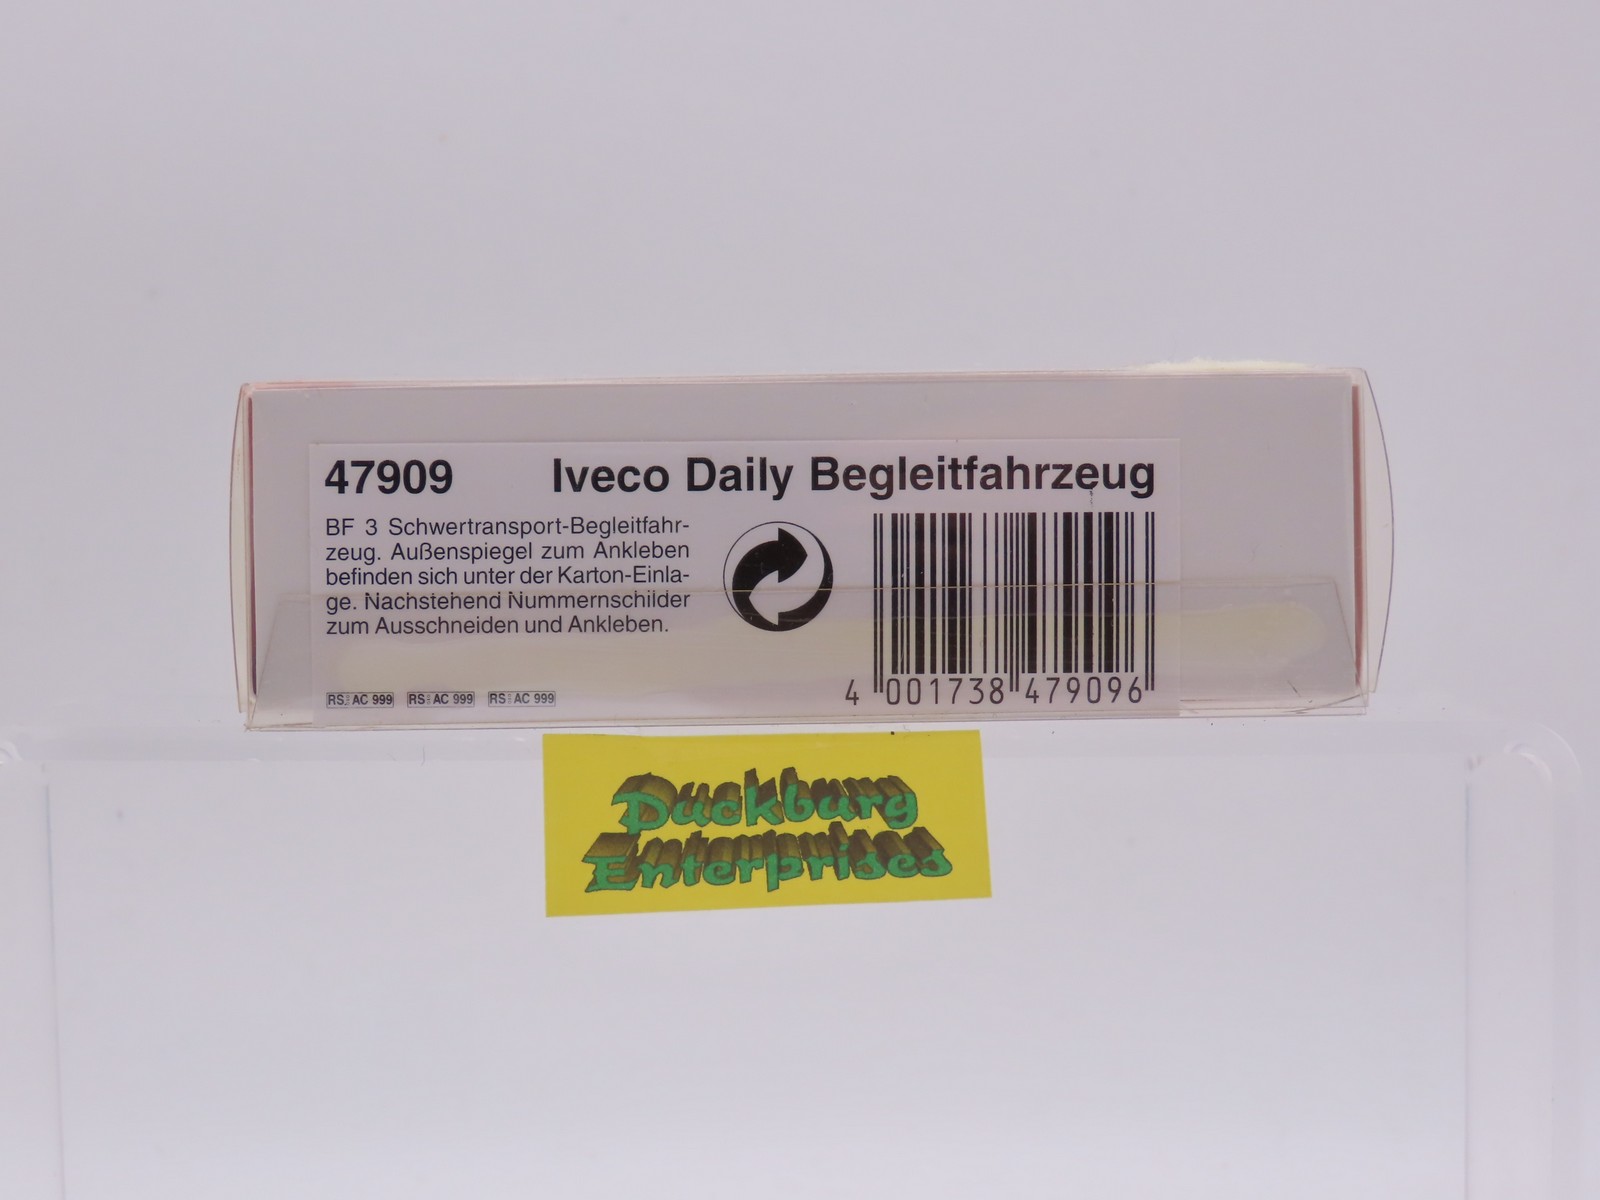 47909 Iveco Daily Begleitfahrzeug
BF 3 Schwertransport-Begleitfahr-
zeug. Außenspiegel zum Ankleben
befinden sich unter der Karton-Einla-
ge. Nachstehend Nummernschilder
zum Ausschneiden und Ankleben.
RS AC 999 RS AC 999 RS AC 999
4 001738 479096
Duckburg
Enterprises